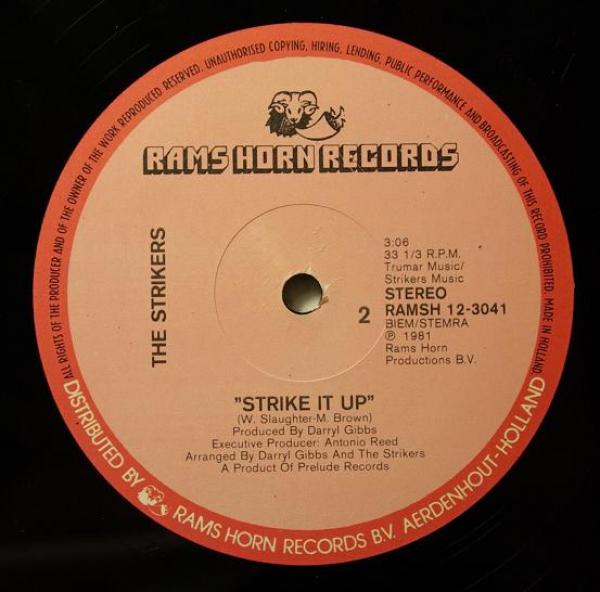 ALL RIGHTS OF THE PRODUCER AND OF THE OWNER OF THE WORK REPRODUCED RESERVED. UNAUTHORISED COPYING, HIRING, LENDING, PUBLIC PERFORMANCE AND BROADCASTING OF THIS RECORD PROHIBITED. MADE IN HOLLAND
RAMS HORN RECORDS
THE STRIKERS
3:06
33 1/3 R.P.M.
Trumar Music/
Strikers Music
STEREO
RAMSH 12-3041
BIEM/STEMRA
℗ 1981
Rams Horn
Productions B.V.
2
"STRIKE IT UP"
(W. Slaughter-M. Brown)
Produced By Darryl Gibbs
Executive Producer: Antonio Reed
Arranged By Darryl Gibbs And The Strikers
A Product Of Prelude Records
DISTRIBUTED BY RAMS HORN RECORDS B.V. AERDENHOUT-HOLLAND